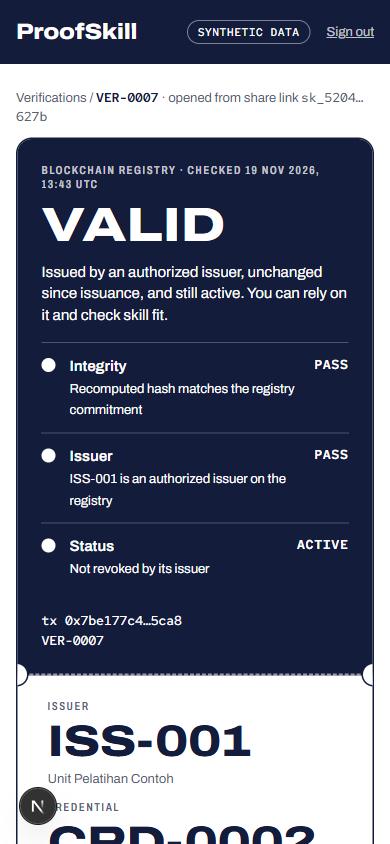 ProofSkill
SYNTHETIC DATA
Sign out
Verifications / VER-0007 · opened from share link sk_5204…
627b
BLOCKCHAIN REGISTRY · CHECKED 19 NOV 2026,
13:43 UTC
VALID
Issued by an authorized issuer, unchanged
since issuance, and still active. You can rely on
it and check skill fit.
Integrity
PASS
Recomputed hash matches the registry
commitment
Issuer
PASS
ISS-001 is an authorized issuer on the
registry
Status
ACTIVE
Not revoked by its issuer
tx 0x7be177c4…5ca8
VER-0007
ISSUER
ISS-001
Unit Pelatihan Contoh
N
REDENTIAL
CRD-0002